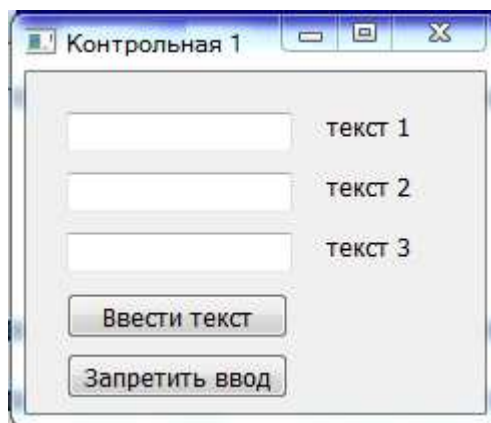 Контрольная 1
текст 1
текст 2
текст 3
Ввести текст
Запретить ввод